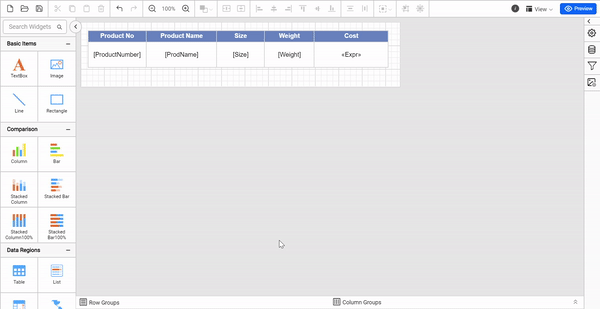 100%
View
Preview
Search Widgets
Basic Items
TextBox
Image
Line
Rectangle
Comparison
Column
Bar
Stacked
Column
Stacked Bar
Stacked
Column100%
Stacked
Bar100%
Data Regions
Table
List
Product No Product Name Size Weight Cost
[ProductNumber] [ProdName] [Size] [Weight] «Expr»
Row Groups
Column Groups